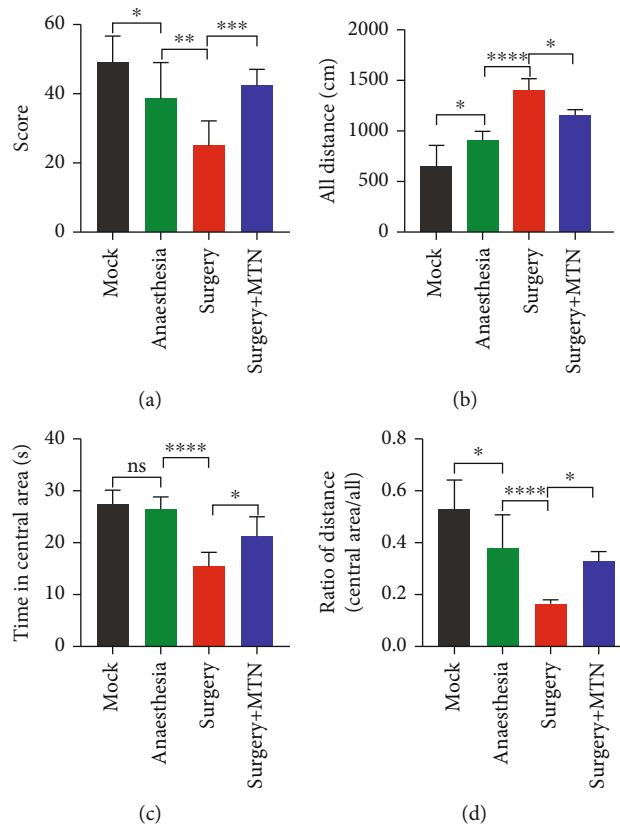 Score
60
40
20
0
*
**
***
Mock
Anaesthesia
Surgery
Surgery+MTN
(a)
All distance (cm)
2000
1500
1000
500
0
*
****
*
Mock
Anaesthesia
Surgery
Surgery+MTN
(b)
Time in central area (s)
40
30
20
10
0
ns
****
*
Mock
Anaesthesia
Surgery
Surgery+MTN
(c)
Ratio of distance
(central area/all)
0.8
0.6
0.4
0.2
0.0
*
****
*
Mock
Anaesthesia
Surgery
Surgery+MTN
(d)